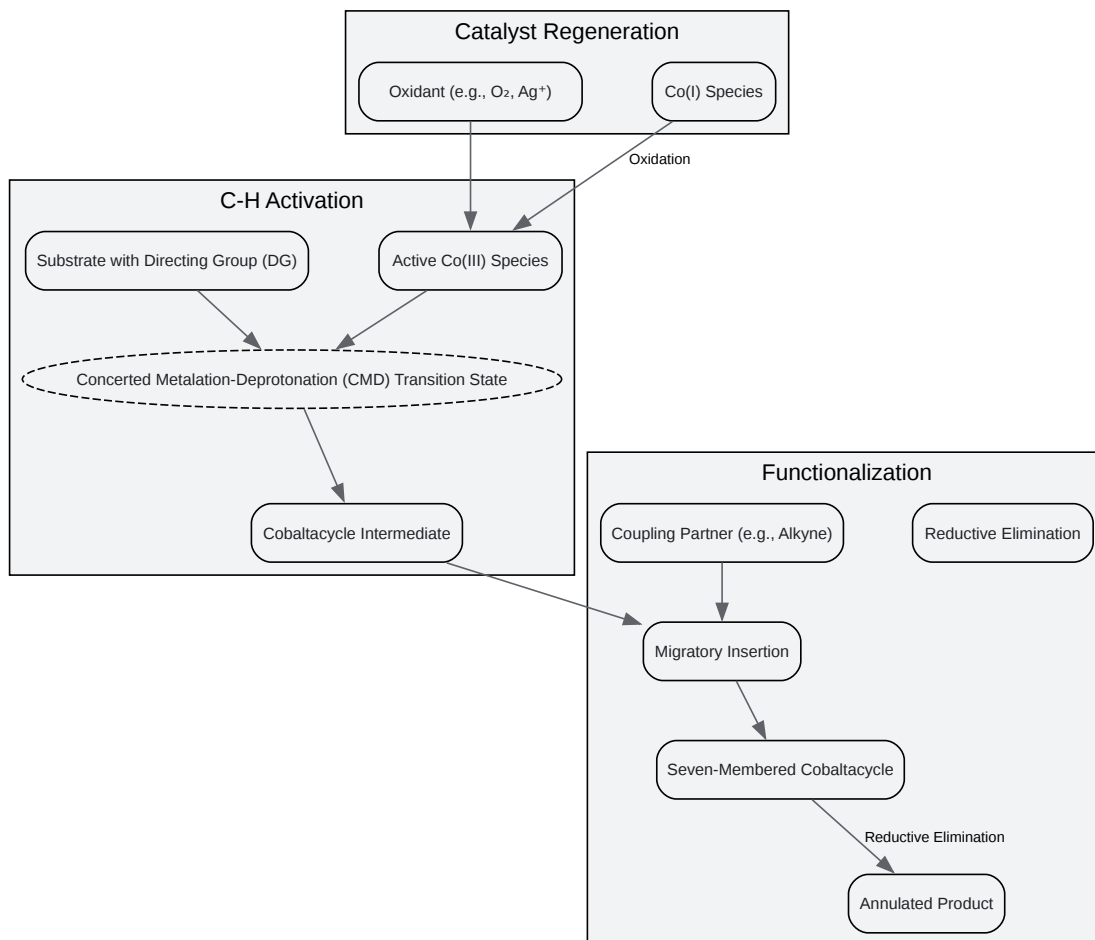 Catalyst Regeneration
Oxidant (e.g., O₂, Ag⁺)
Co(I) Species
Oxidation
C-H Activation
Substrate with Directing Group (DG)
Active Co(III) Species
Concerted Metalation-Deprotonation (CMD) Transition State
Cobaltacycle Intermediate
Functionalization
Coupling Partner (e.g., Alkyne)
Reductive Elimination
Migratory Insertion
Seven-Membered Cobaltacycle
Reductive Elimination
Annulated Product